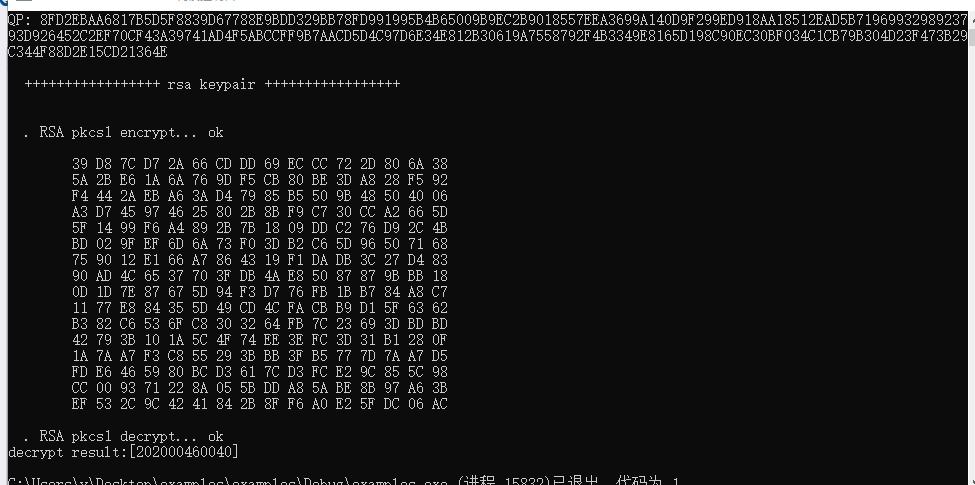 QP: 8FD2EBAA6817B5D5F8839D67788E9BDD329BB78FD991995B4B65009B9EC2B9018557EEA3699A140D9F299ED918AA18512EAD5B71969932989237
93D926452C2EF70CF43A39741AD4F5ABCCFF9B7AACD5D4C97D6E34E812B30619A7558792F4B3349E8165D198C90EC30BF034C1CB79B304D23F473B29
C344F88D2E15CD21364E
+++++++++++++++++ rsa keypair +++++++++++++++++
. RSA pkcs1 encrypt... ok
39 D8 7C D7 2A 66 CD DD 69 EC CC 72 2D 80 6A 38
5A 2B E6 1A 6A 76 9D F5 CB 80 BE 3D A8 28 F5 92
F4 44 2A EB A6 3A D4 79 85 B5 50 9B 48 50 40 06
A3 D7 45 97 46 25 80 2B 8B F9 C7 30 CC A2 66 5D
5F 14 99 F6 A4 89 2B 7B 18 09 DD C2 76 D9 2C 4B
BD 02 9F EF 6D 6A 73 F0 3D B2 C6 5D 96 50 71 68
75 90 12 E1 66 A7 86 43 19 F1 DA DB 3C 27 D4 83
90 AD 4C 65 37 70 3F DB 4A E8 50 87 87 9B BB 18
0D 1D 7E 87 67 5D 94 F3 D7 76 FB 1B B7 84 A8 C7
11 77 E8 84 35 5D 49 CD 4C FA CB B9 D1 5F 63 62
B3 82 C6 53 6F C8 30 32 64 FB 7C 23 69 3D BD BD
42 79 3B 10 1A 5C 4F 74 EE 3E FC 3D 31 B1 28 0F
1A 7A A7 F3 C8 55 29 3B BB 3F B5 77 7D 7A A7 D5
FD E6 46 59 80 BC D3 61 7C D3 FC E2 9C 85 5C 98
CC 00 93 71 22 8A 05 5B DD A8 5A BE 8B 97 A6 3B
EF 53 2C 9C 42 41 84 2B 8F F6 A0 E2 5F DC 06 AC
. RSA pkcs1 decrypt... ok
decrypt result:[202000460040]
C:\Users\y\Desktop\examples\examples\Debug\examples.exe (进程 15832)已退出，代码为 1